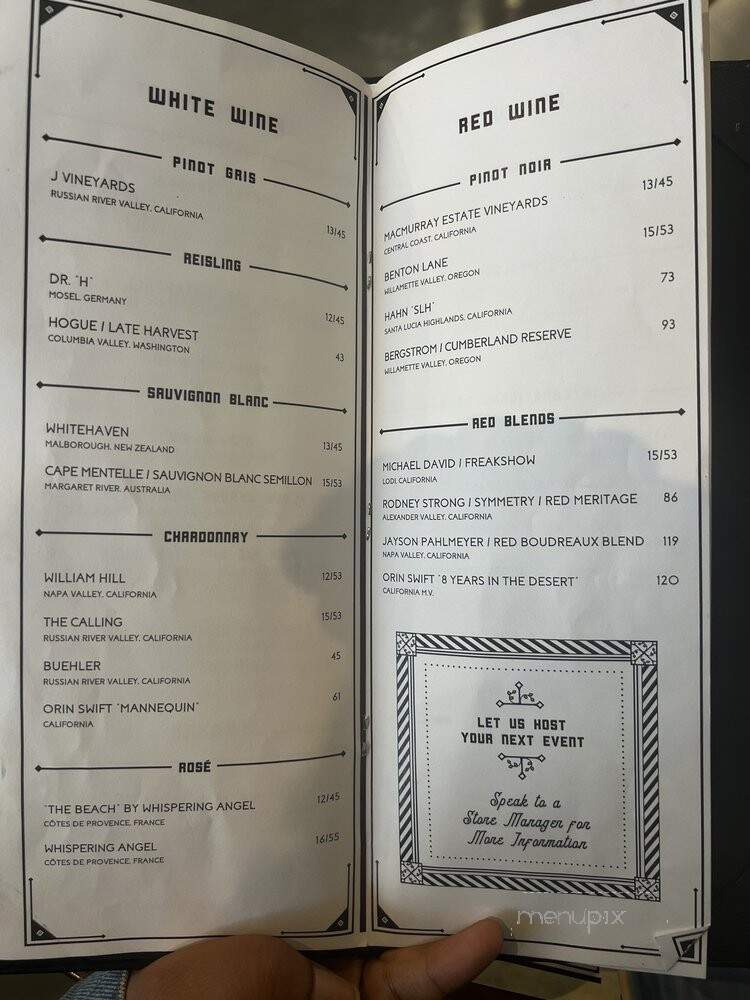 WHITE WINE
PINOT GRIS
J VINEYARDS
RUSSIAN RIVER VALLEY, CALIFORNIA
13/45
REISLING
DR. "H"
MOSEL, GERMANY
12/45
HOGUE / LATE HARVEST
COLUMBIA VALLEY, WASHINGTON
43
SAUVIGNON BLANC
WHITEHAVEN
MALBOROUGH, NEW ZEALAND
13/45
CAPE MENTELLE / SAUVIGNON BLANC SEMILLON 15/53
MARGARET RIVER, AUSTRALIA
CHARDONNAY
WILLIAM HILL 12/53
NAPA VALLEY, CALIFORNIA
THE CALLING 15/53
RUSSIAN RIVER VALLEY, CALIFORNIA
BUEHLER 45
RUSSIAN RIVER VALLEY, CALIFORNIA
ORIN SWIFT "MANNEQUIN" 61
CALIFORNIA
ROSÉ
"THE BEACH" BY WHISPERING ANGEL 12/45
CÔTES DE PROVENCE, FRANCE
WHISPERING ANGEL 16/55
CÔTES DE PROVENCE, FRANCE
RED WINE
PINOT NOIR
MACMURRAY ESTATE VINEYARDS 13/45
CENTRAL COAST, CALIFORNIA
BENTON LANE 15/53
WILLAMETTE VALLEY, OREGON
HAHN "SLH" 73
SANTA LUCIA HIGHLANDS, CALIFORNIA
BERGSTROM / CUMBERLAND RESERVE 93
WILLAMETTE VALLEY, OREGON
RED BLENDS
MICHAEL DAVID / FREAKSHOW 15/53
LODI, CALIFORNIA
RODNEY STRONG / SYMMETRY / RED MERITAGE 86
ALEXANDER VALLEY, CALIFORNIA
JAYSON PAHLMEYER / RED BOUDREAUX BLEND 119
NAPA VALLEY, CALIFORNIA
ORIN SWIFT "8 YEARS IN THE DESERT" 120
CALIFORNIA M.V.
LET US HOST
YOUR NEXT EVENT
Speak to a
Store Manager for
More Information
menupix